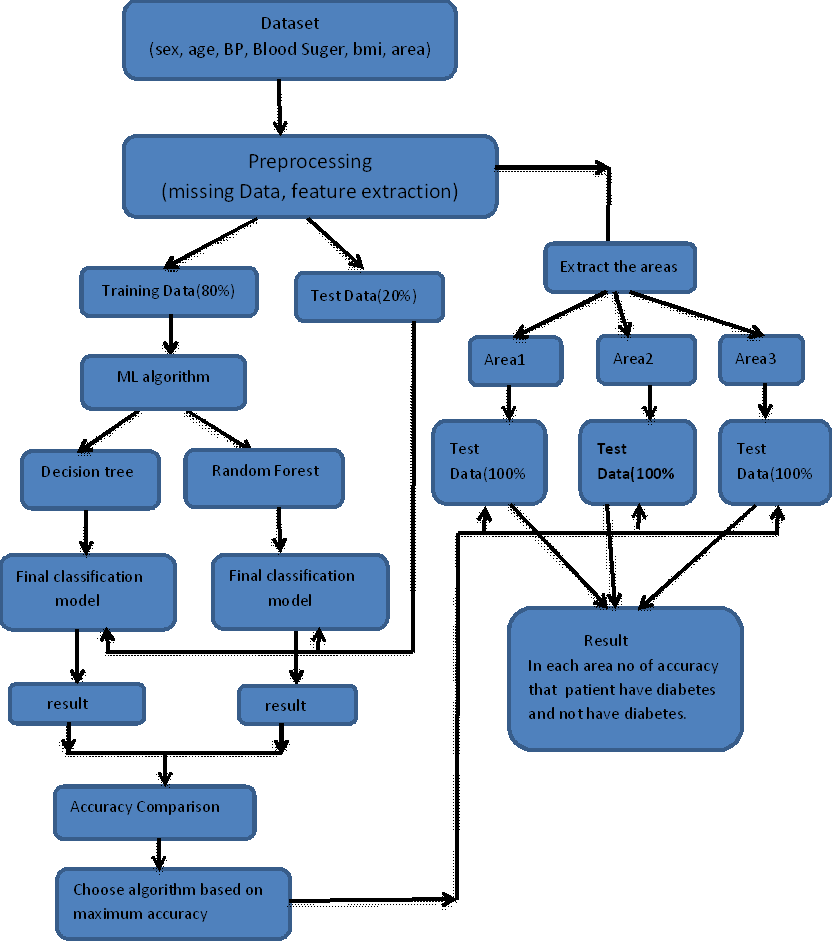 Dataset
(sex, age, BP, Blood Suger, bmi, area)
Preprocessing
(missing Data, feature extraction)
Training Data(80%)
Test Data(20%)
Extract the areas
ML algorithm
Area1
Area2
Area3
Decision tree
Random Forest
Test
Data(100%
Test
Data(100%
Test
Data(100%
Final classification
model
Final classification
model
Result
In each area no of accuracy
that patient have diabetes
and not have diabetes.
result
result
Accuracy Comparison
Choose algorithm based on
maximum accuracy